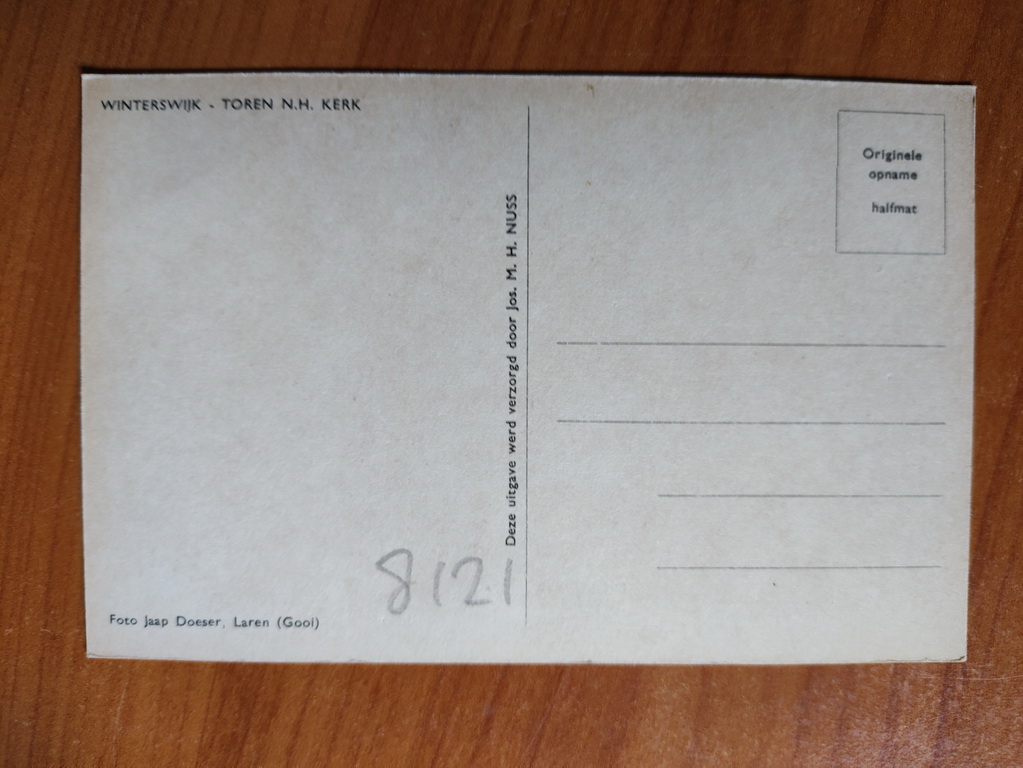 WINTERSWIJK - TOREN N.H. KERK
Originele
opname
halfmat
Deze uitgave werd verzorgd door Jos. M. H. NUSS
8121
Foto Jaap Doeser, Laren (Gooi)